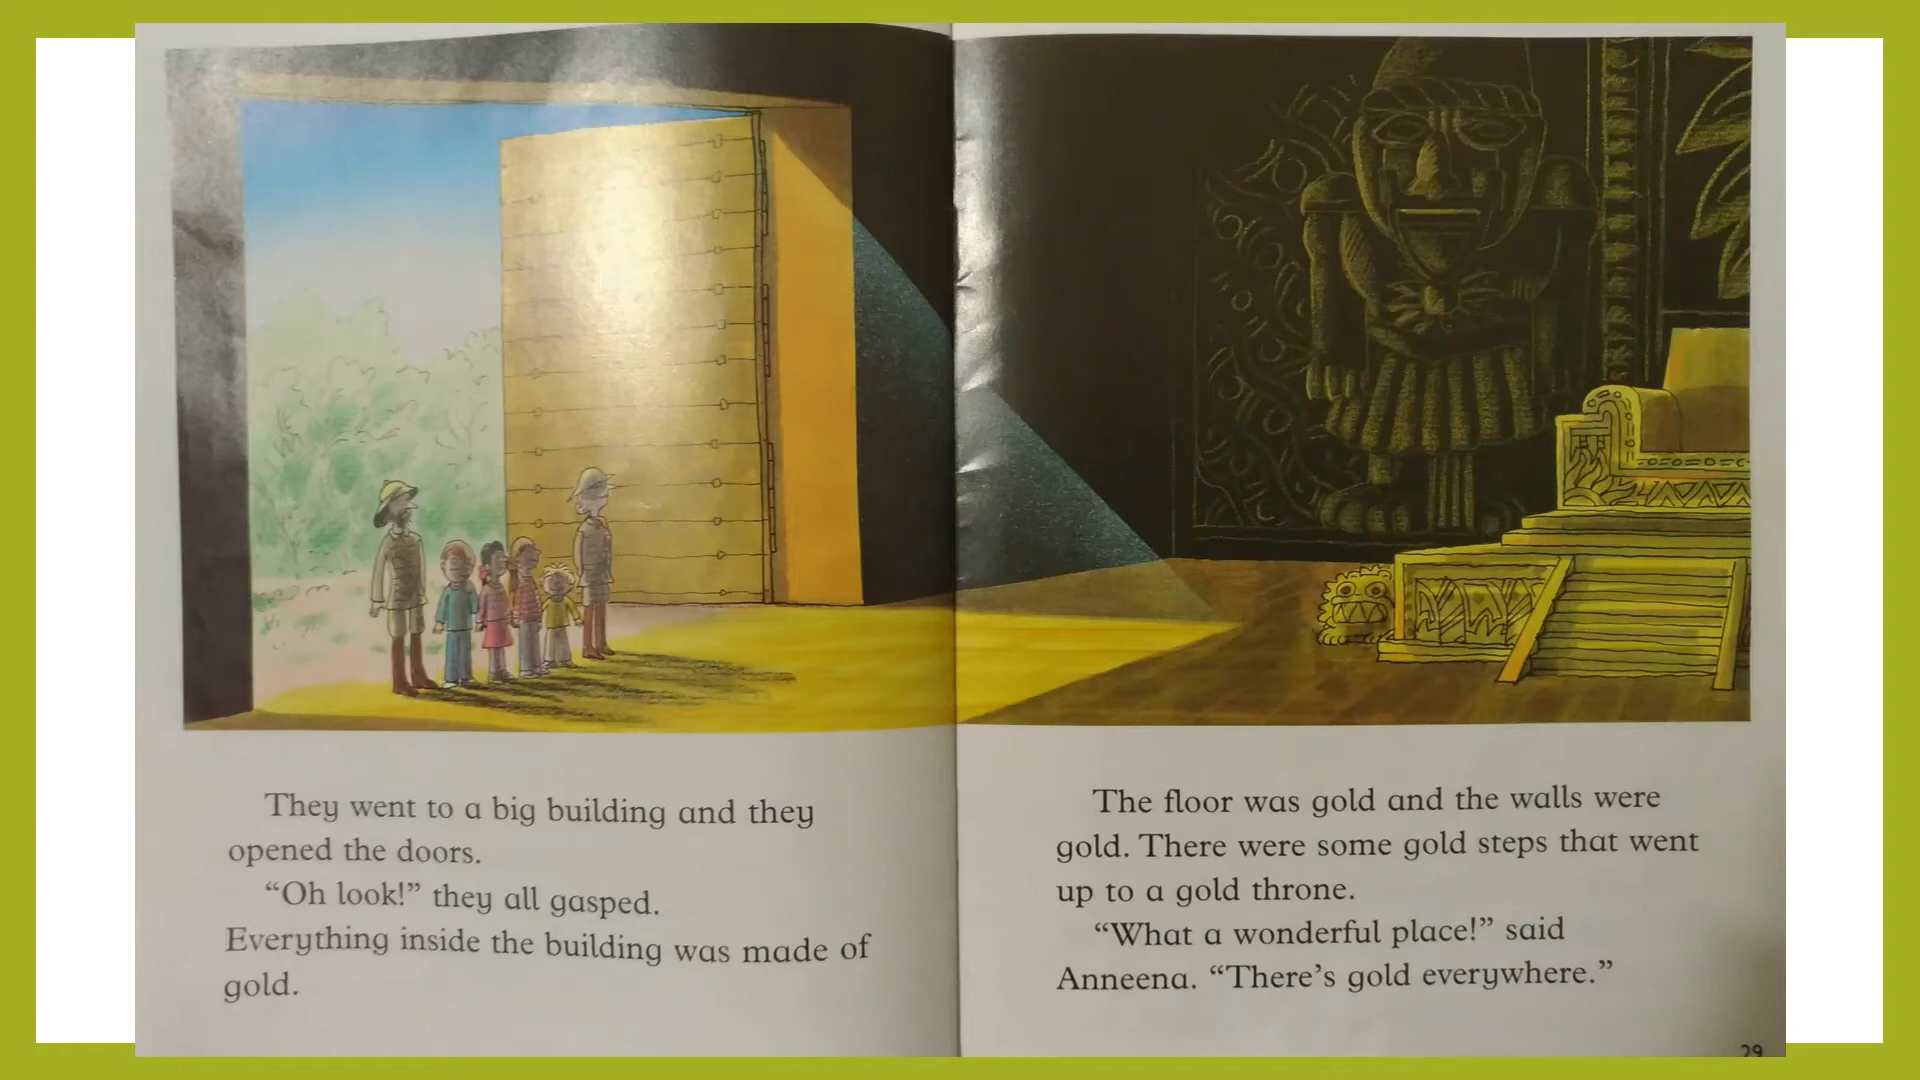 They went to a big building and they
opened the doors.
“Oh look!” they all gasped.
Everything inside the building was made of
gold.
The floor was gold and the walls were
gold. There were some gold steps that went
up to a gold throne.
“What a wonderful place!” said
Anneena. “There’s gold everywhere.”
29